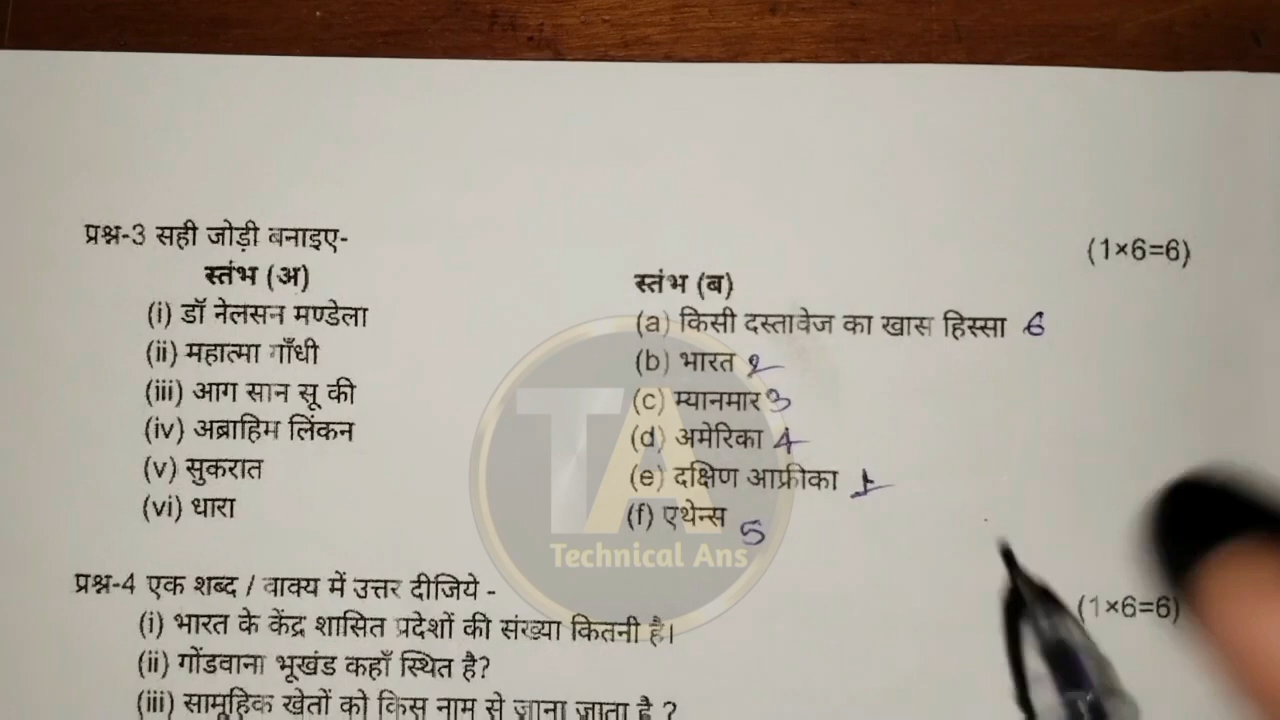 प्रश्न-3 सही जोड़ी बनाइए- (1×6=6)
स्तंभ (अ) स्तंभ (ब)
(i) डॉ नेलसन मण्डेला (a) किसी दस्तावेज का खास हिस्सा 6
(ii) महात्मा गाँधी (b) भारत 2
(iii) आग सान सू की (c) म्यानमार 3
(iv) अब्राहिम लिंकन (d) अमेरिका 4
(v) सुकरात (e) दक्षिण आफ्रीका 1
(vi) धारा (f) एथेन्स 5
TA
Technical Ans
प्रश्न-4 एक शब्द / वाक्य में उत्तर दीजिये - (1×6=6)
(i) भारत के केंद्र शासित प्रदेशों की संख्या कितनी है।
(ii) गोंडवाना भूखंड कहाँ स्थित है?
(iii) सामूहिक खेतों को किस नाम से जाना जाता है ?